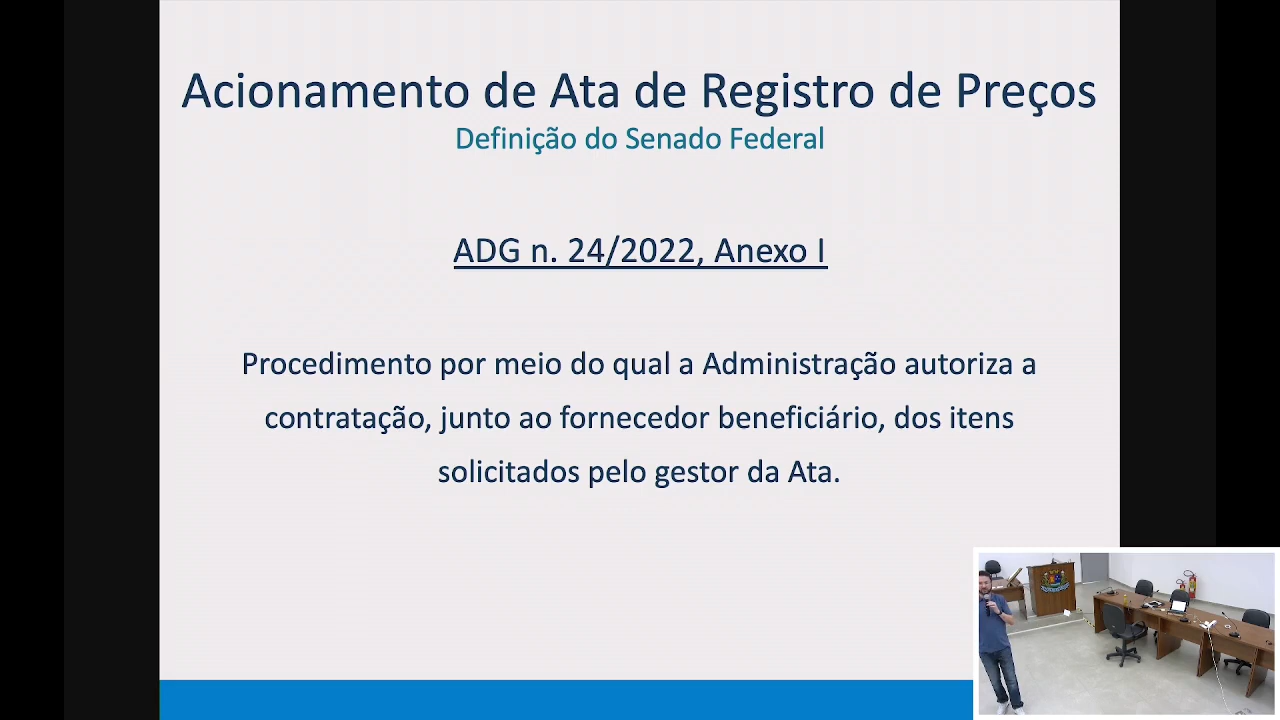 Acionamento de Ata de Registro de Preços
Definição do Senado Federal
ADG n. 24/2022, Anexo I
Procedimento por meio do qual a Administração autoriza a
contratação, junto ao fornecedor beneficiário, dos itens
solicitados pelo gestor da Ata.